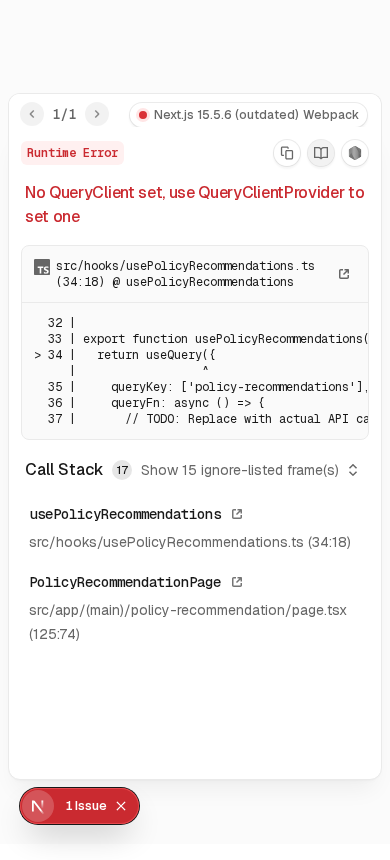 1/1
Next.js 15.5.6 (outdated) Webpack
Runtime Error
No QueryClient set, use QueryClientProvider to
set one
TS
src/hooks/usePolicyRecommendations.ts
(34:18) @ usePolicyRecommendations
32 |
33 | export function usePolicyRecommendations(
> 34 |   return useQuery({
|                  ^
35 |     queryKey: ['policy-recommendations'],
36 |     queryFn: async () => {
37 |       // TODO: Replace with actual API ca
Call Stack 17 Show 15 ignore-listed frame(s)
usePolicyRecommendations
src/hooks/usePolicyRecommendations.ts (34:18)
PolicyRecommendationPage
src/app/(main)/policy-recommendation/page.tsx
(125:74)
N 1 Issue